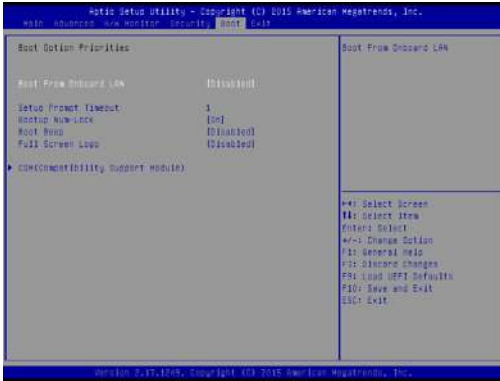 Aptio Setup Utility - Copyright (C) 2015 American Megatrends, Inc.
Main Advanced H/W Monitor Security Boot Exit
Boot Option Priorities
Boot From Onboard LAN
Boot From Onboard LAN [Disabled]
Setup Prompt Timeout 1
Bootup Num-Lock [On]
Boot Beep [Disabled]
Full Screen Logo [Disabled]
CSM(Compatibility Support Module)
: Select Screen
: Select Item
Enter: Select
+/-: Change Option
F1: General Help
F7: Discard Changes
F9: Load UEFI Defaults
F10: Save and Exit
ESC: Exit
Version 2.17.1249. Copyright (C) 2015 American Megatrends, Inc.